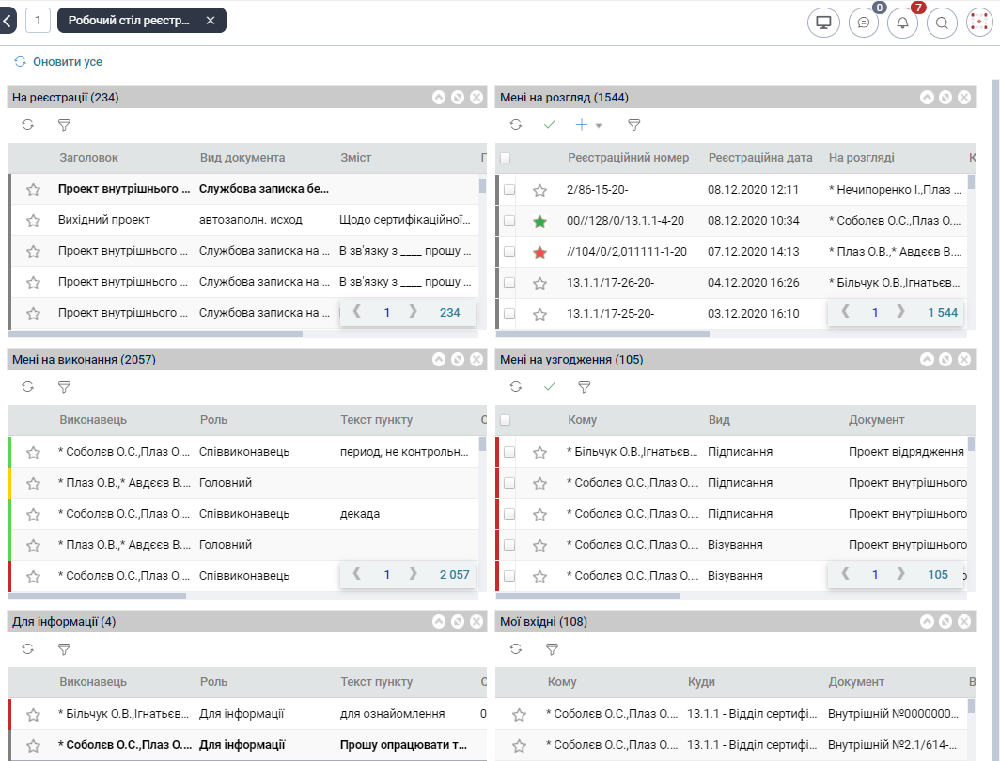 1 Робочий стіл реєстр... 0 7
Оновити усе
На реєстрації (234)
Заголовок Вид документа Зміст
Проект внутрішнього ... Службова записка бе...
Вихідний проект автозаполн. исход Щодо сертифікаційної...
Проект внутрішнього ... Службова записка на ... В зв'язку з ____ прошу ...
Проект внутрішнього ... Службова записка на ... В зв'язку з ____ прошу ...
Проект внутрішнього ... Службова записка на ...
1 234
Мені на розгляд (1544)
Реєстраційний номер Реєстраційна дата На розгляді
2/86-15-20- 08.12.2020 12:11 * Нечипоренко І.,Плаз ...
00//128/0/13.1.1-4-20 08.12.2020 10:34 * Соболєв О.С.,Плаз О....
//104/0/2,011111-1-20 07.12.2020 14:13 * Плаз О.В.,* Авдєєв В....
13.1.1/17-26-20- 04.12.2020 16:26 * Більчук О.В.,Ігнатьєв...
13.1.1/17-25-20- 03.12.2020 16:10
1 1 544
Мені на виконання (2057)
Виконавець Роль Текст пункту
* Соболєв О.С.,Плаз О.... Співвиконавець период, не контрольн...
* Плаз О.В.,* Авдєєв В.... Головний
* Соболєв О.С.,Плаз О.... Співвиконавець декада
* Плаз О.В.,* Авдєєв В.... Головний
* Соболєв О.С.,Плаз О.... Співвиконавець
1 2 057
Мені на узгодження (105)
Кому Вид Документ
* Більчук О.В.,Ігнатьєв... Підписання Проект відрядження
* Соболєв О.С.,Плаз О.... Підписання Проект внутрішнього
* Соболєв О.С.,Плаз О.... Підписання Проект внутрішнього
* Соболєв О.С.,Плаз О.... Візування Проект внутрішнього
* Соболєв О.С.,Плаз О.... Візування
1 105
Для інформації (4)
Виконавець Роль Текст пункту
* Більчук О.В.,Ігнатьєв... Для інформації для ознайомлення 0
* Соболєв О.С.,Плаз О.... Для інформації Прошу опрацювати т...
Мої вхідні (108)
Кому Куди Документ
* Соболєв О.С.,Плаз О.... 13.1.1 - Відділ сертифі... Внутрішній №0000000...
* Соболєв О.С.,Плаз О.... 13.1.1 - Відділ сертифі... Внутрішній №2.1/614-...